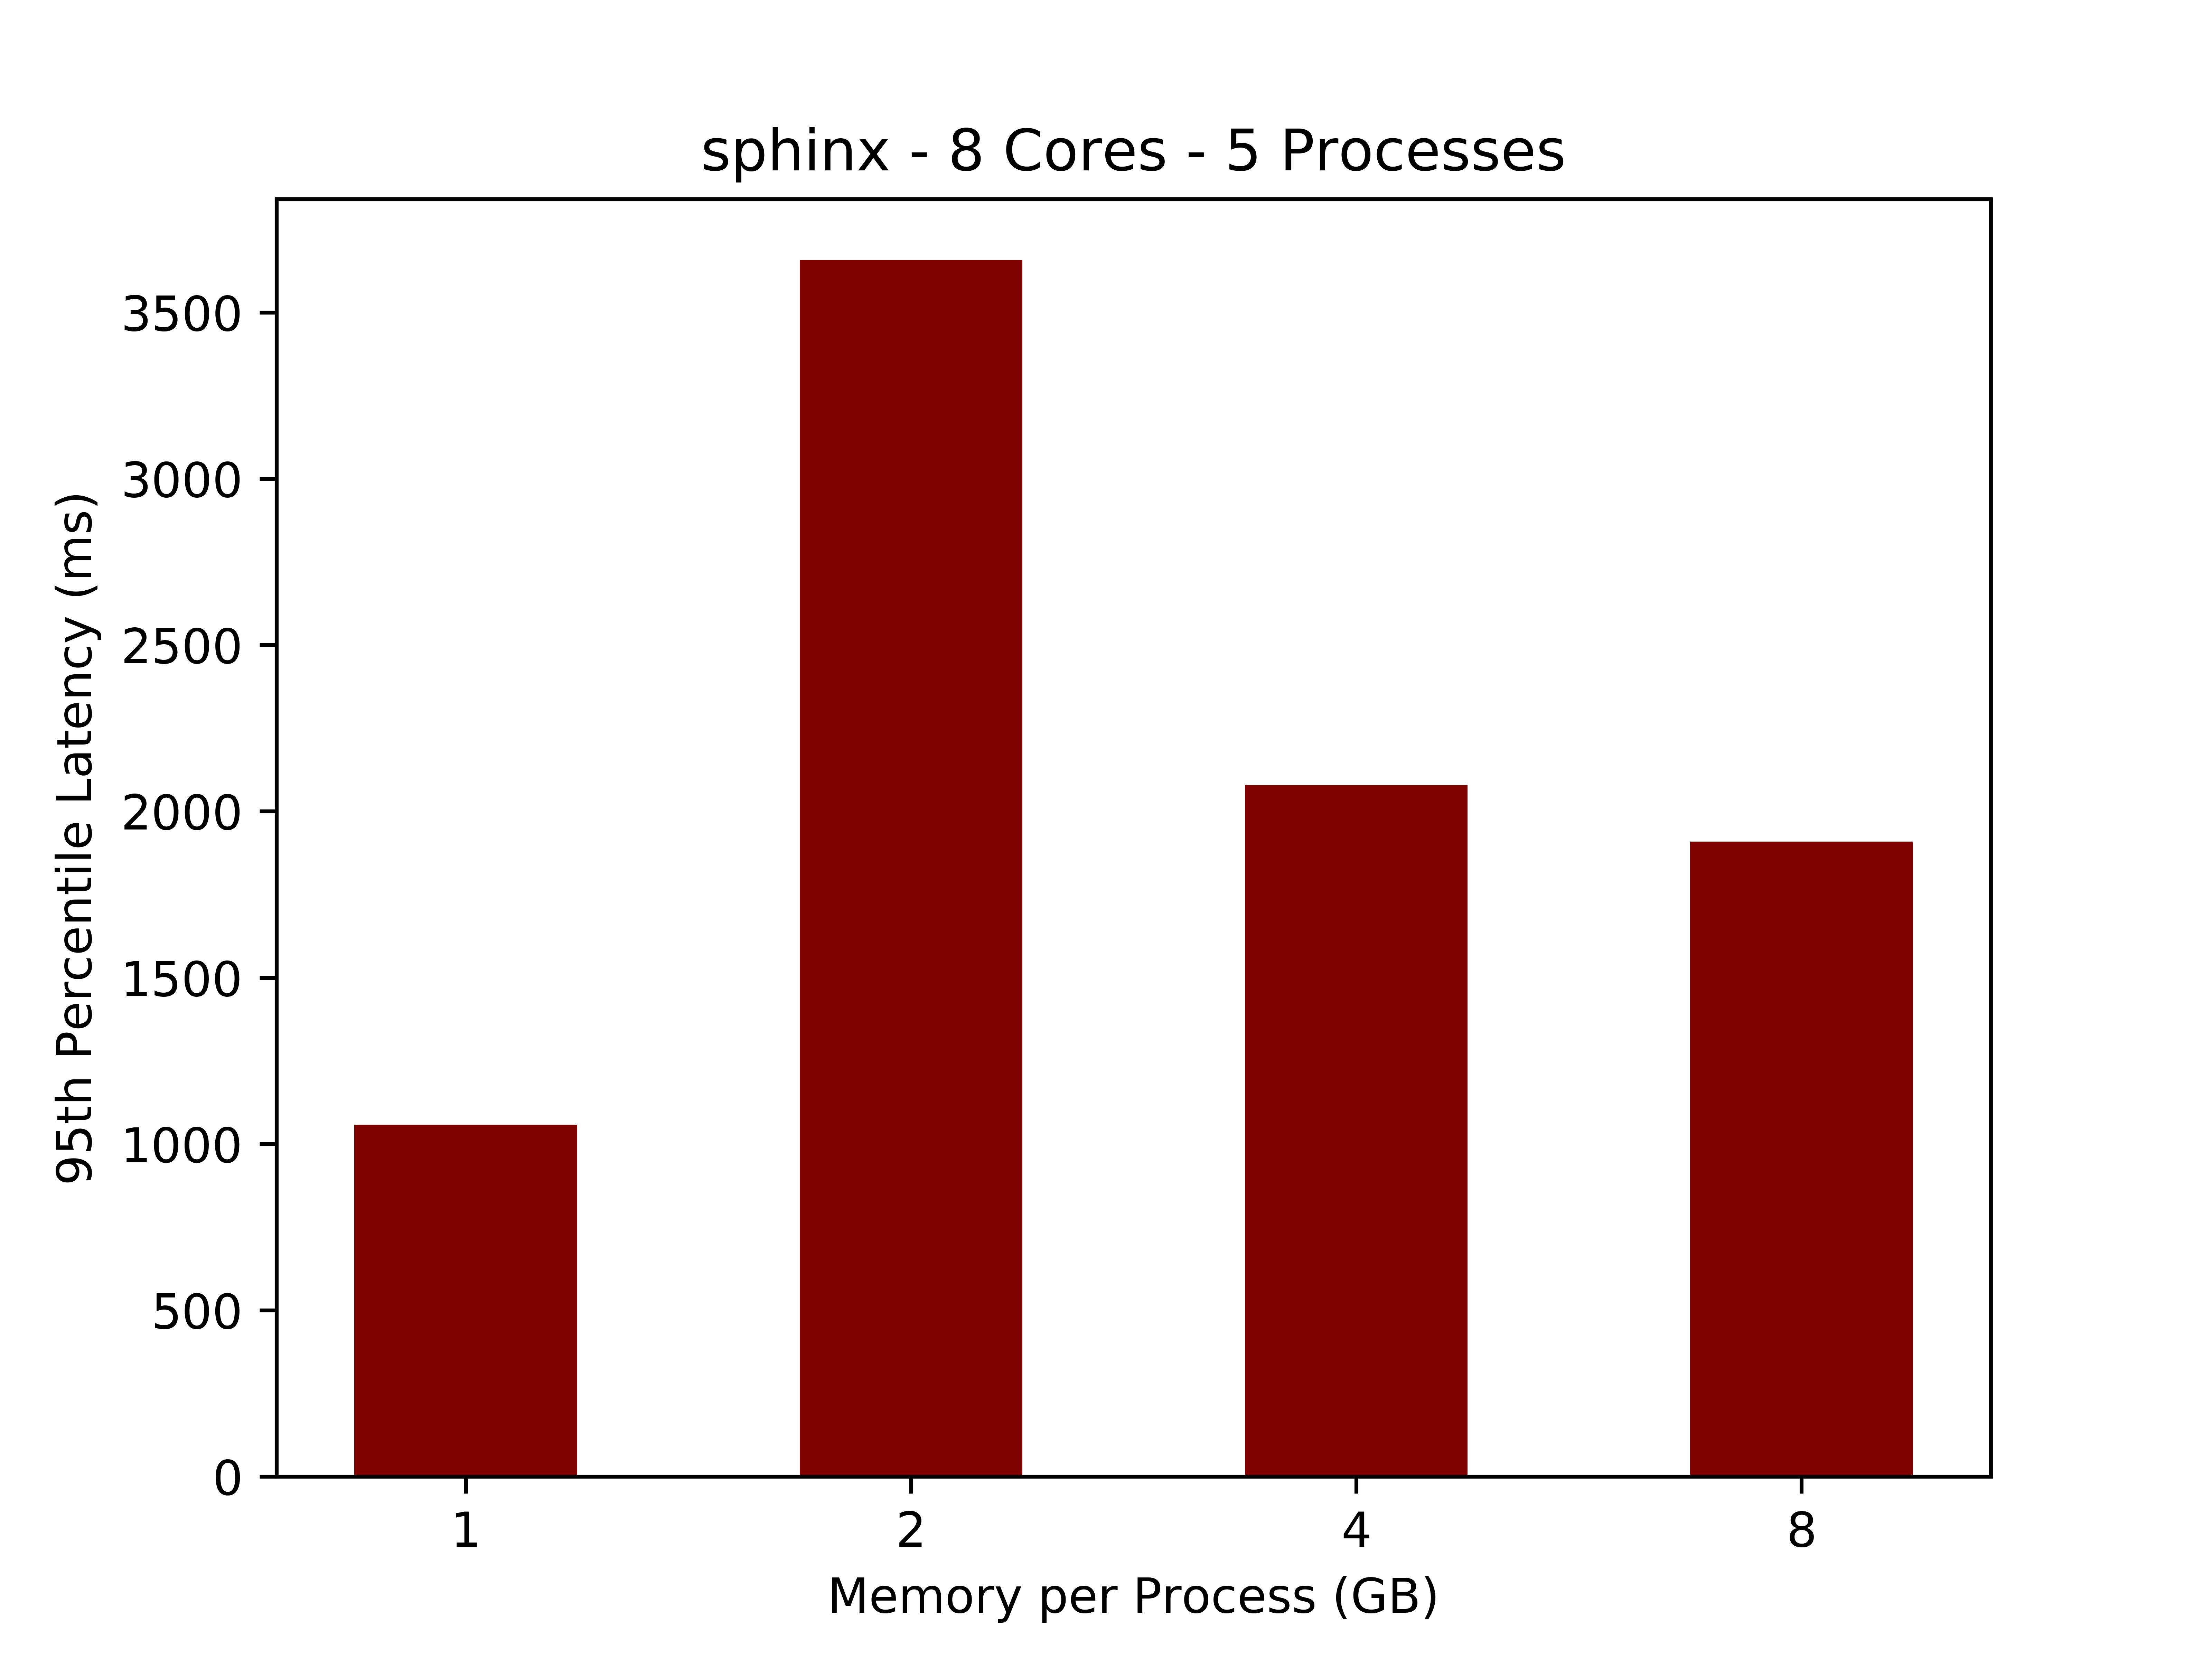 sphinx - 8 Cores - 5 Processes
95th Percentile Latency (ms)
3500
3000
2500
2000
1500
1000
500
0
1 2 4 8
Memory per Process (GB)